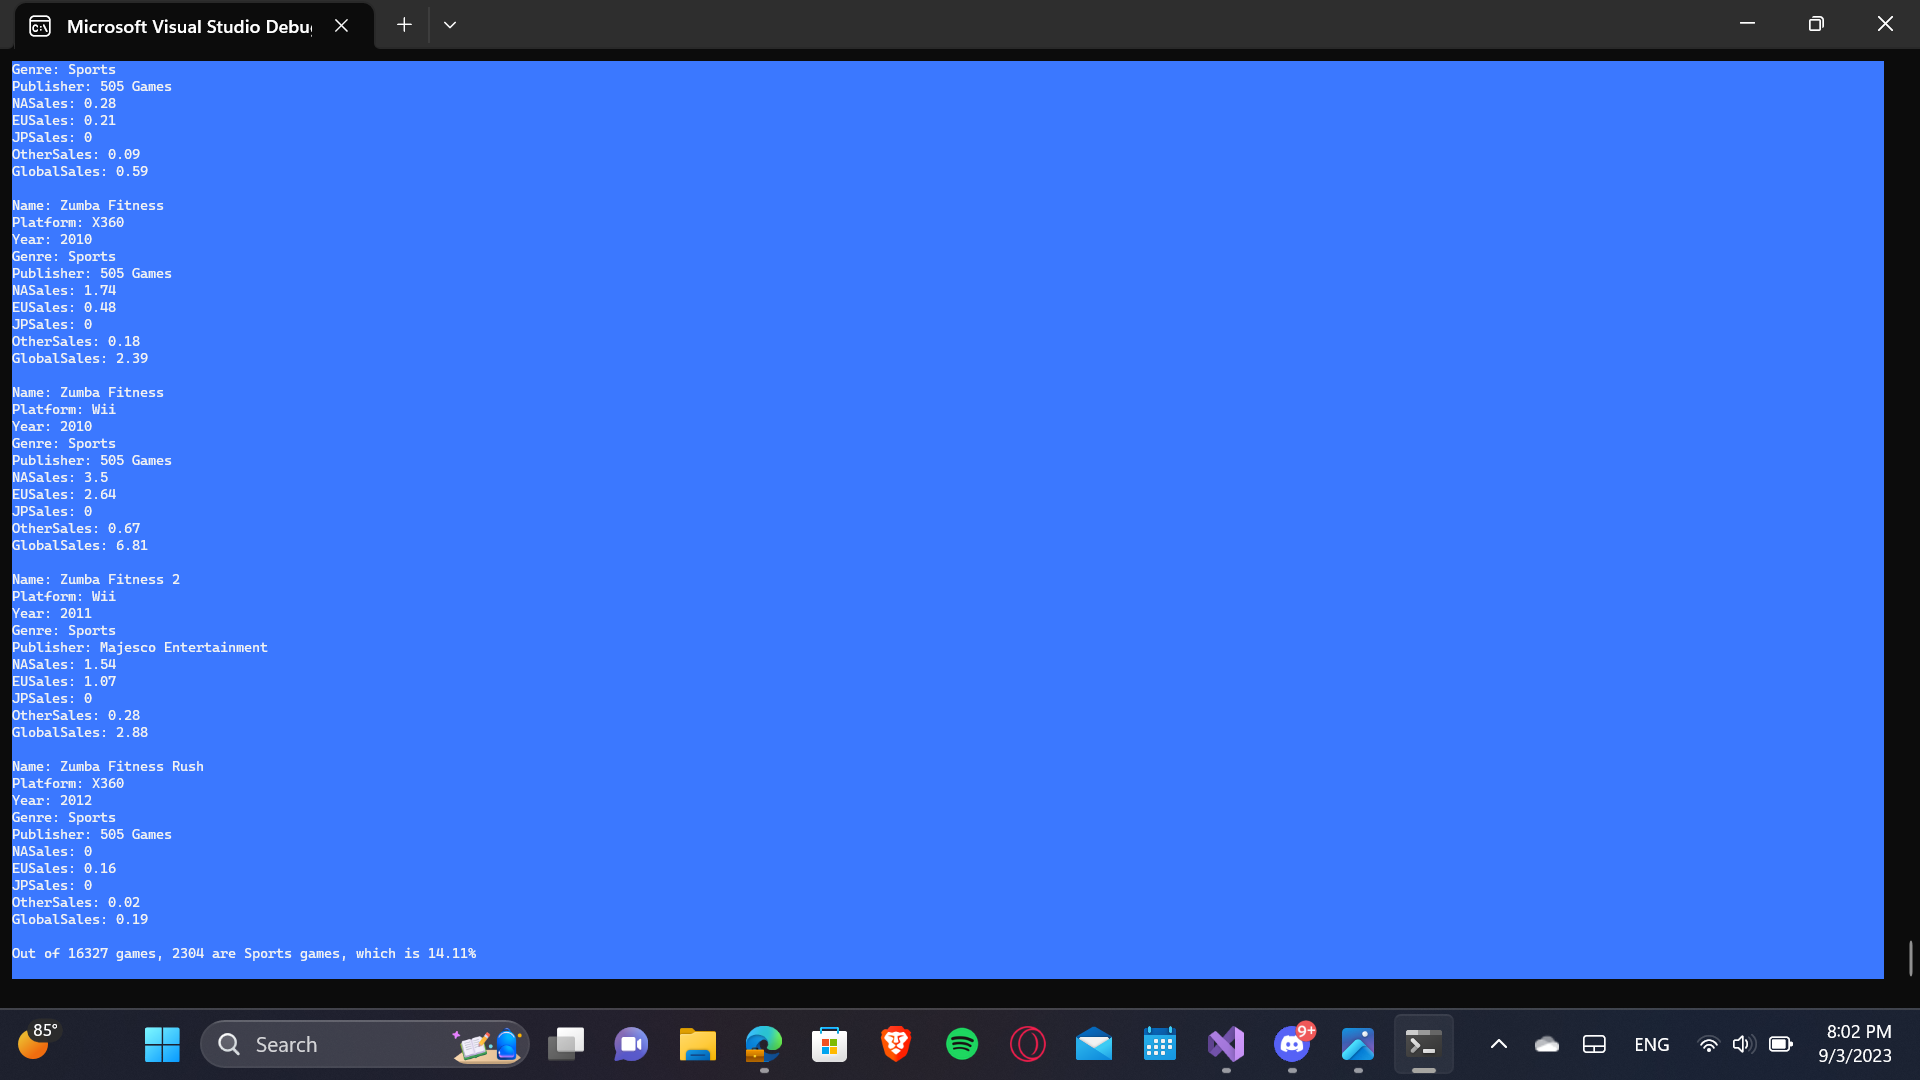 Microsoft Visual Studio Debu
Genre: Sports
Publisher: 505 Games
NASales: 0.28
EUSales: 0.21
JPSales: 0
OtherSales: 0.09
GlobalSales: 0.59
Name: Zumba Fitness
Platform: X360
Year: 2010
Genre: Sports
Publisher: 505 Games
NASales: 1.74
EUSales: 0.48
JPSales: 0
OtherSales: 0.18
GlobalSales: 2.39
Name: Zumba Fitness
Platform: Wii
Year: 2010
Genre: Sports
Publisher: 505 Games
NASales: 3.5
EUSales: 2.64
JPSales: 0
OtherSales: 0.67
GlobalSales: 6.81
Name: Zumba Fitness 2
Platform: Wii
Year: 2011
Genre: Sports
Publisher: Majesco Entertainment
NASales: 1.54
EUSales: 1.07
JPSales: 0
OtherSales: 0.28
GlobalSales: 2.88
Name: Zumba Fitness Rush
Platform: X360
Year: 2012
Genre: Sports
Publisher: 505 Games
NASales: 0
EUSales: 0.16
JPSales: 0
OtherSales: 0.02
GlobalSales: 0.19
Out of 16327 games, 2304 are Sports games, which is 14.11%
85°
Search
9+
ENG
8:02 PM
9/3/2023